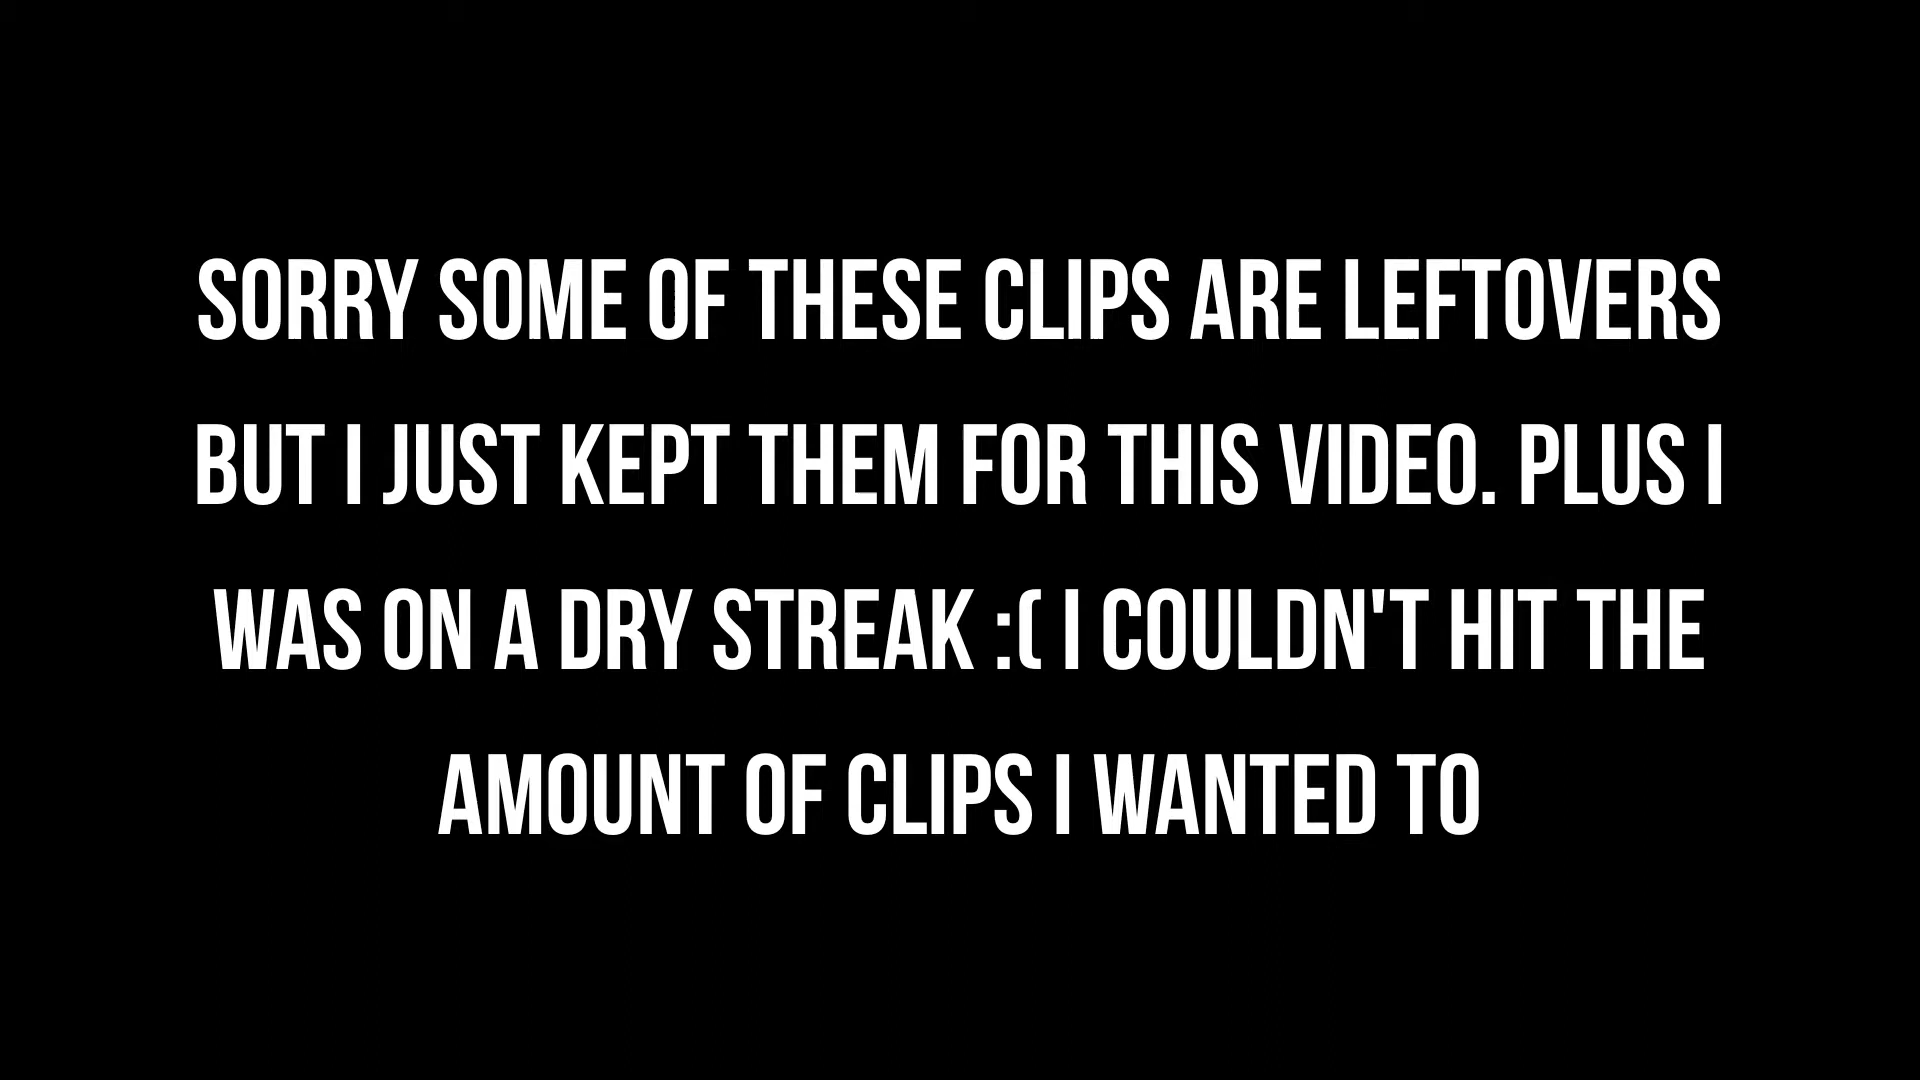 SORRY SOME OF THESE CLIPS ARE LEFTOVERS
BUT I JUST KEPT THEM FOR THIS VIDEO. PLUS I
WAS ON A DRY STREAK :( I COULDN'T HIT THE
AMOUNT OF CLIPS I WANTED TO